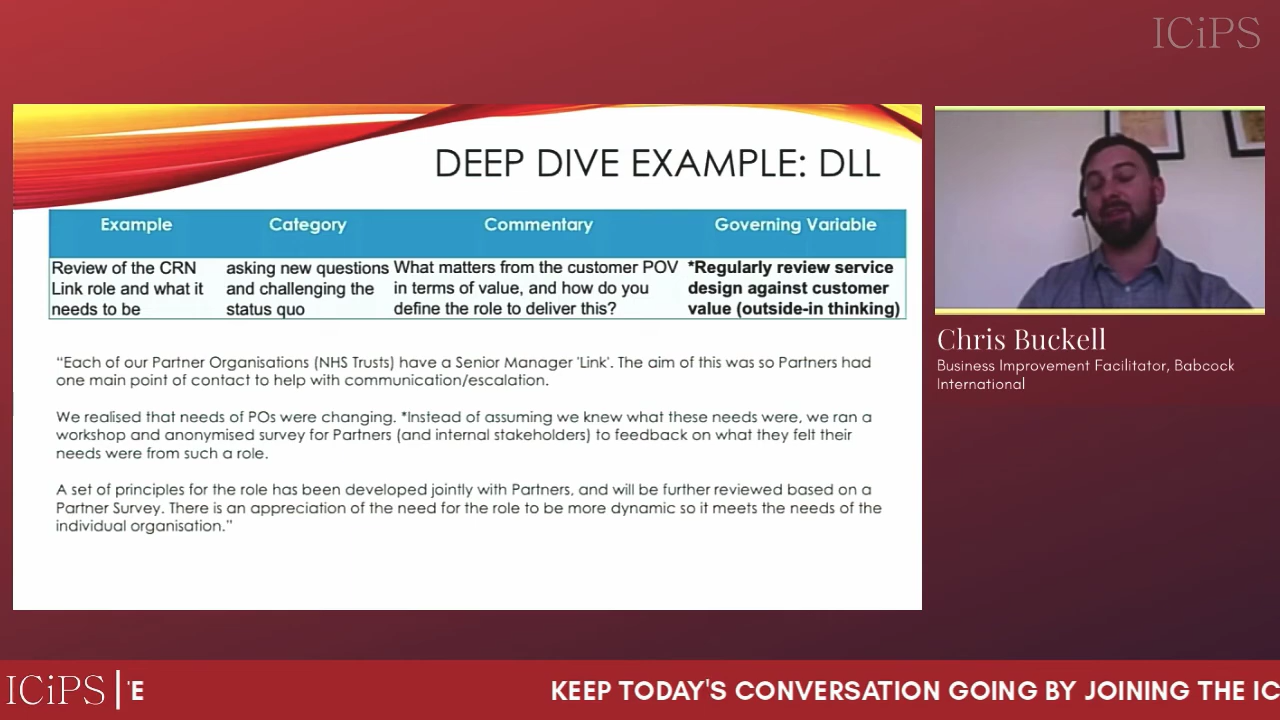 ICiPS
DEEP DIVE EXAMPLE: DLL
Example Category Commentary Governing Variable
Review of the CRN
Link role and what it
needs to be
asking new questions
and challenging the
status quo
What matters from the customer POV
in terms of value, and how do you
define the role to deliver this?
*Regularly review service
design against customer
value (outside-in thinking)
“Each of our Partner Organisations (NHS Trusts) have a Senior Manager 'Link'. The aim of this was so Partners had
one main point of contact to help with communication/escalation.
We realised that needs of POs were changing. *Instead of assuming we knew what these needs were, we ran a
workshop and anonymised survey for Partners (and internal stakeholders) to feedback on what they felt their
needs were from such a role.
A set of principles for the role has been developed jointly with Partners, and will be further reviewed based on a
Partner Survey. There is an appreciation of the need for the role to be more dynamic so it meets the needs of the
individual organisation.”
Chris Buckell
Business Improvement Facilitator, Babcock
International
ICiPS 'E KEEP TODAY'S CONVERSATION GOING BY JOINING THE IC